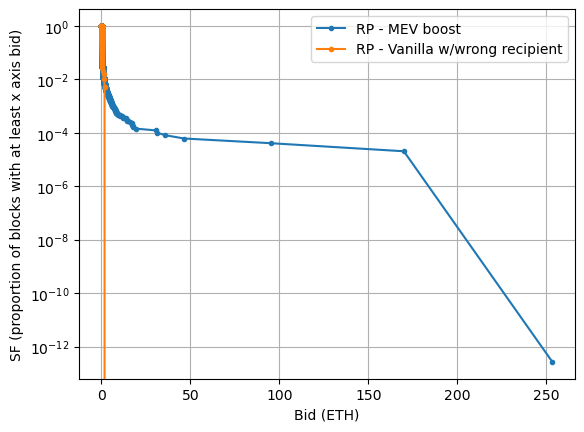 RP - MEV boost
RP - Vanilla w/wrong recipient
SF (proportion of blocks with at least x axis bid)
10⁰
10⁻²
10⁻⁴
10⁻⁶
10⁻⁸
10⁻¹⁰
10⁻¹²
0 50 100 150 200 250
Bid (ETH)